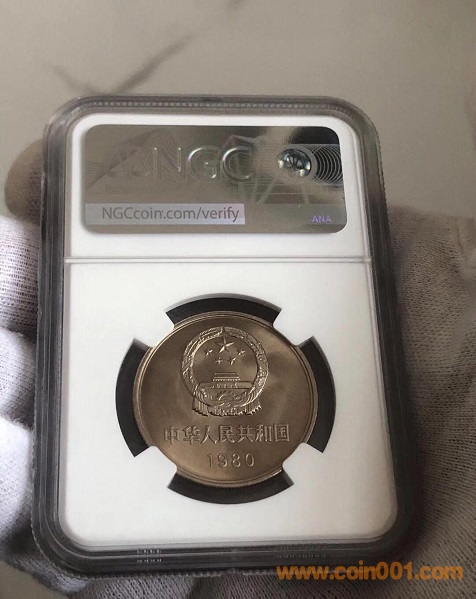 NGC
NGCcoin.com/verify
ANA
中华人民共和国
1980
www.coin001.com